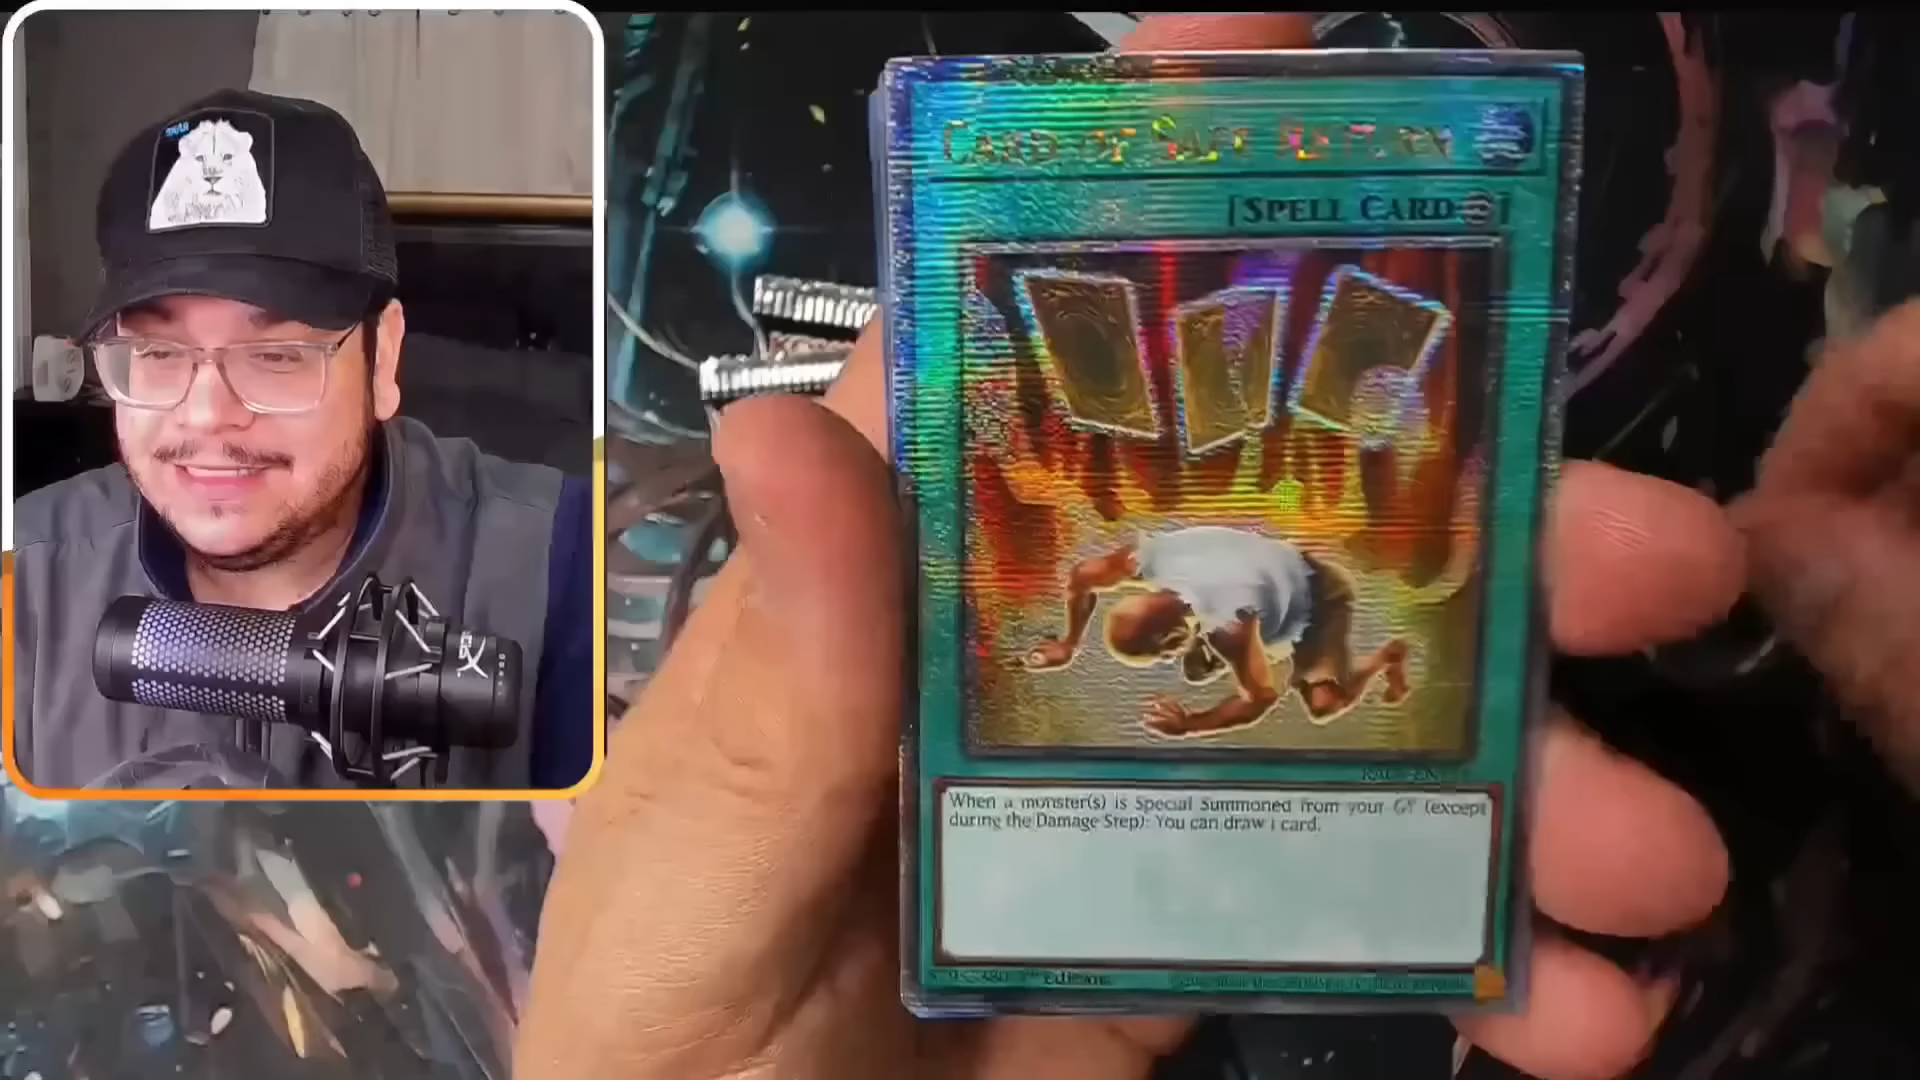 CARD OF SAFE RETURN
[SPELL CARD]
When a monster(s) is Special Summoned from your GY (except
during the Damage Step): You can draw 1 card.
Edition